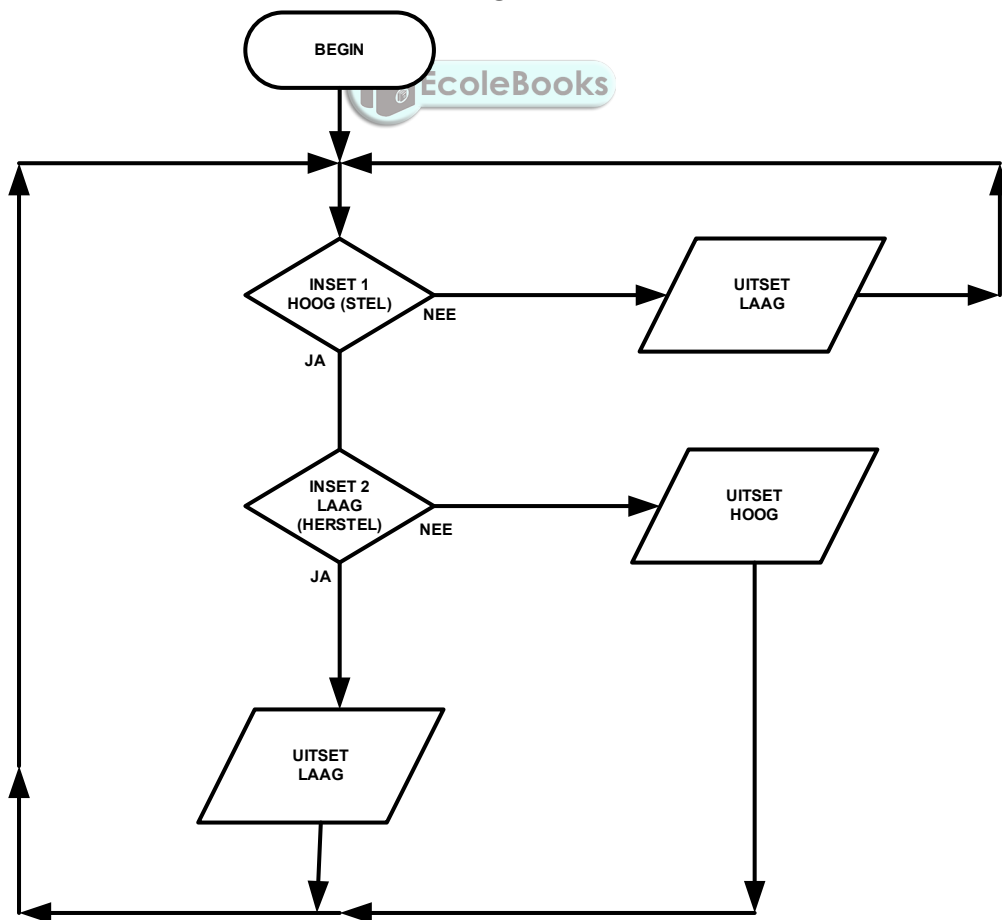 BEGIN
EcoleBooks
INSET 1
HOOG (STEL)
NEE
JA
UITSET
LAAG
INSET 2
LAAG
(HERSTEL)
NEE
JA
UITSET
HOOG
UITSET
LAAG